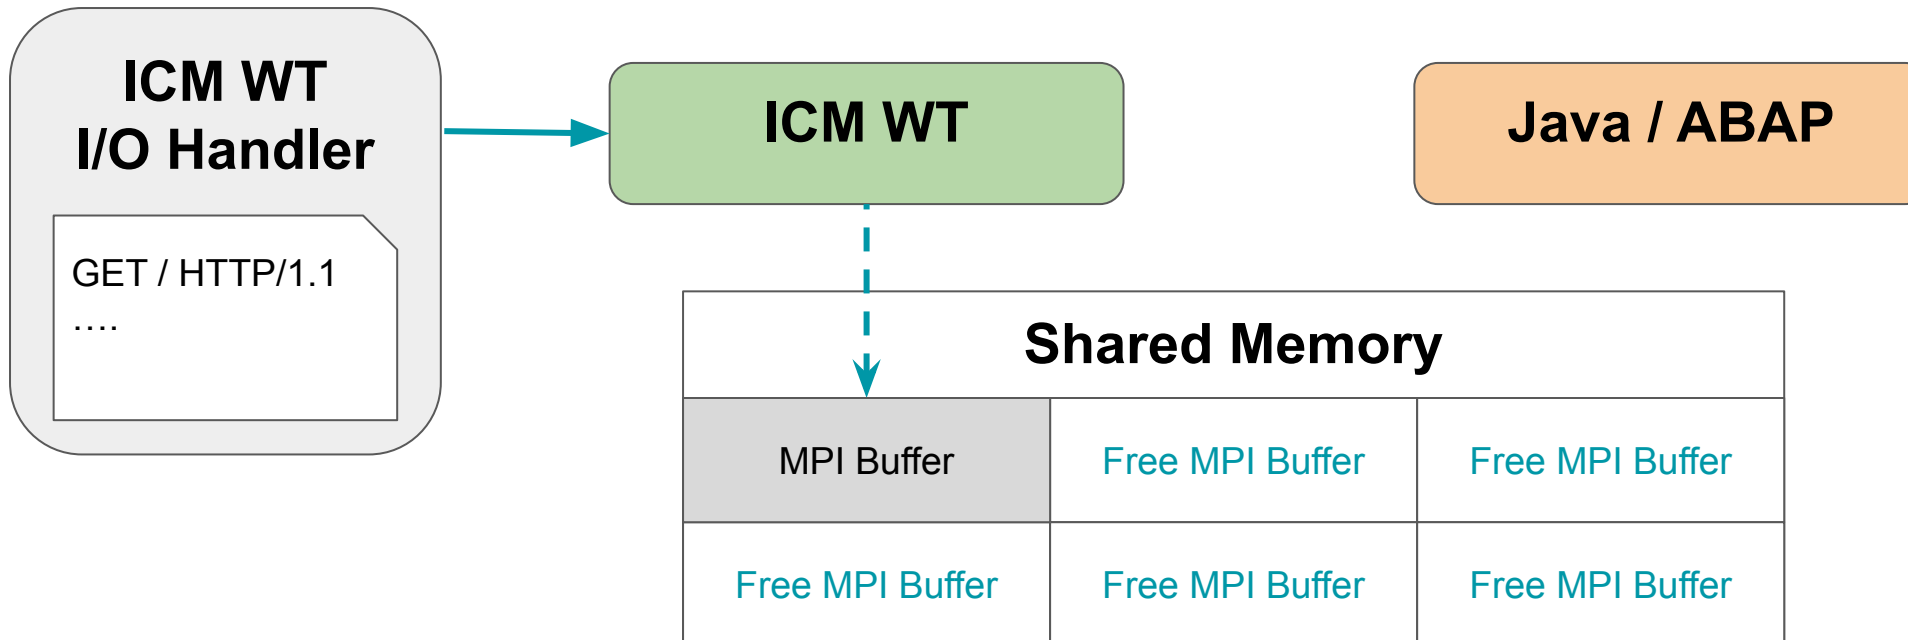 ICM WT
I/O Handler
GET / HTTP/1.1
….
ICM WT
Java / ABAP
Shared Memory
MPI Buffer
Free MPI Buffer
Free MPI Buffer
Free MPI Buffer
Free MPI Buffer
Free MPI Buffer